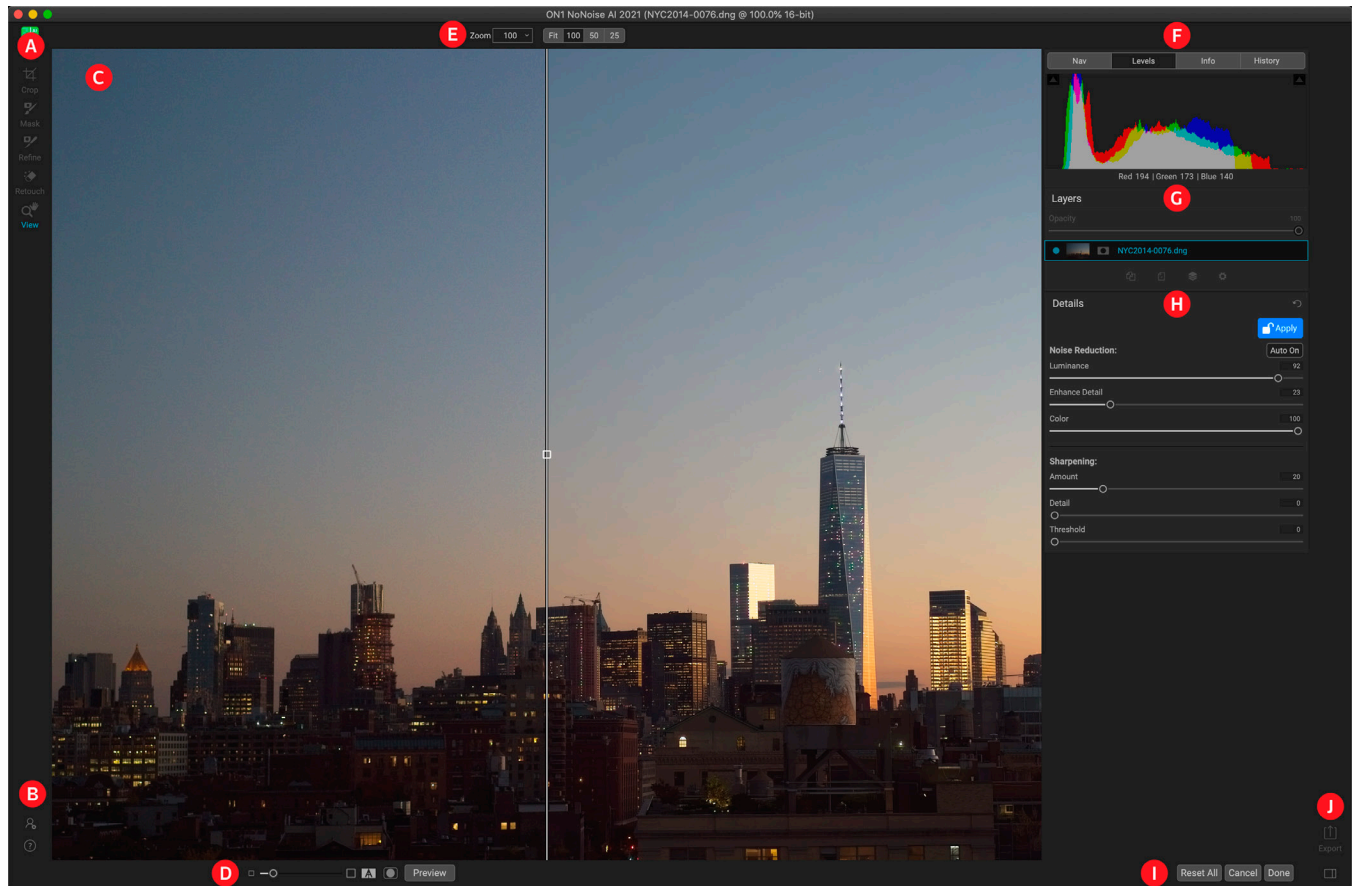 ON1 NoNoise AI 2021 (NYC2014-0076.dng @ 100.0% 16-bit)
A
E
Zoom 100
Fit 100 50 25
F
C
Crop
Mask
Refine
Retouch
View
Nav Levels Info History
Red 194 | Green 173 | Blue 140
Layers
G
Opacity 100
NYC2014-0076.dng
Details
H
Apply
Noise Reduction: Auto On
Luminance 92
Enhance Detail 23
Color 100
Sharpening:
Amount 20
Detail 0
Threshold 0
B
?
J
Export
D
A
Preview
I
Reset All Cancel Done